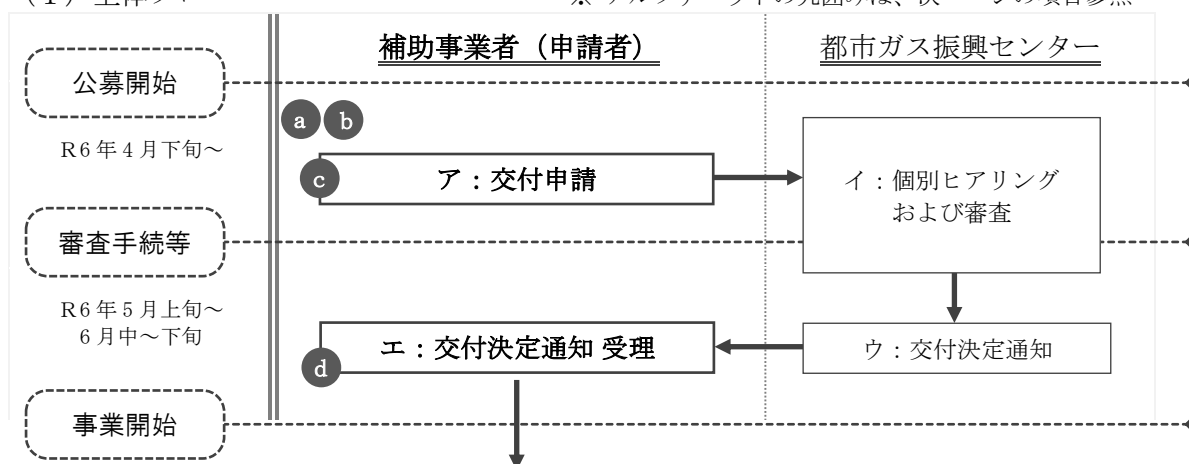 補助事業者(申請者)
都市ガス振興センター
公募開始
a b
R6年4月下旬~
c
ア:交付申請
イ:個別ヒアリング
および審査
審査手続等
R6年5月上旬~
6月中~下旬
エ:交付決定通知 受理
ウ:交付決定通知
d
事業開始